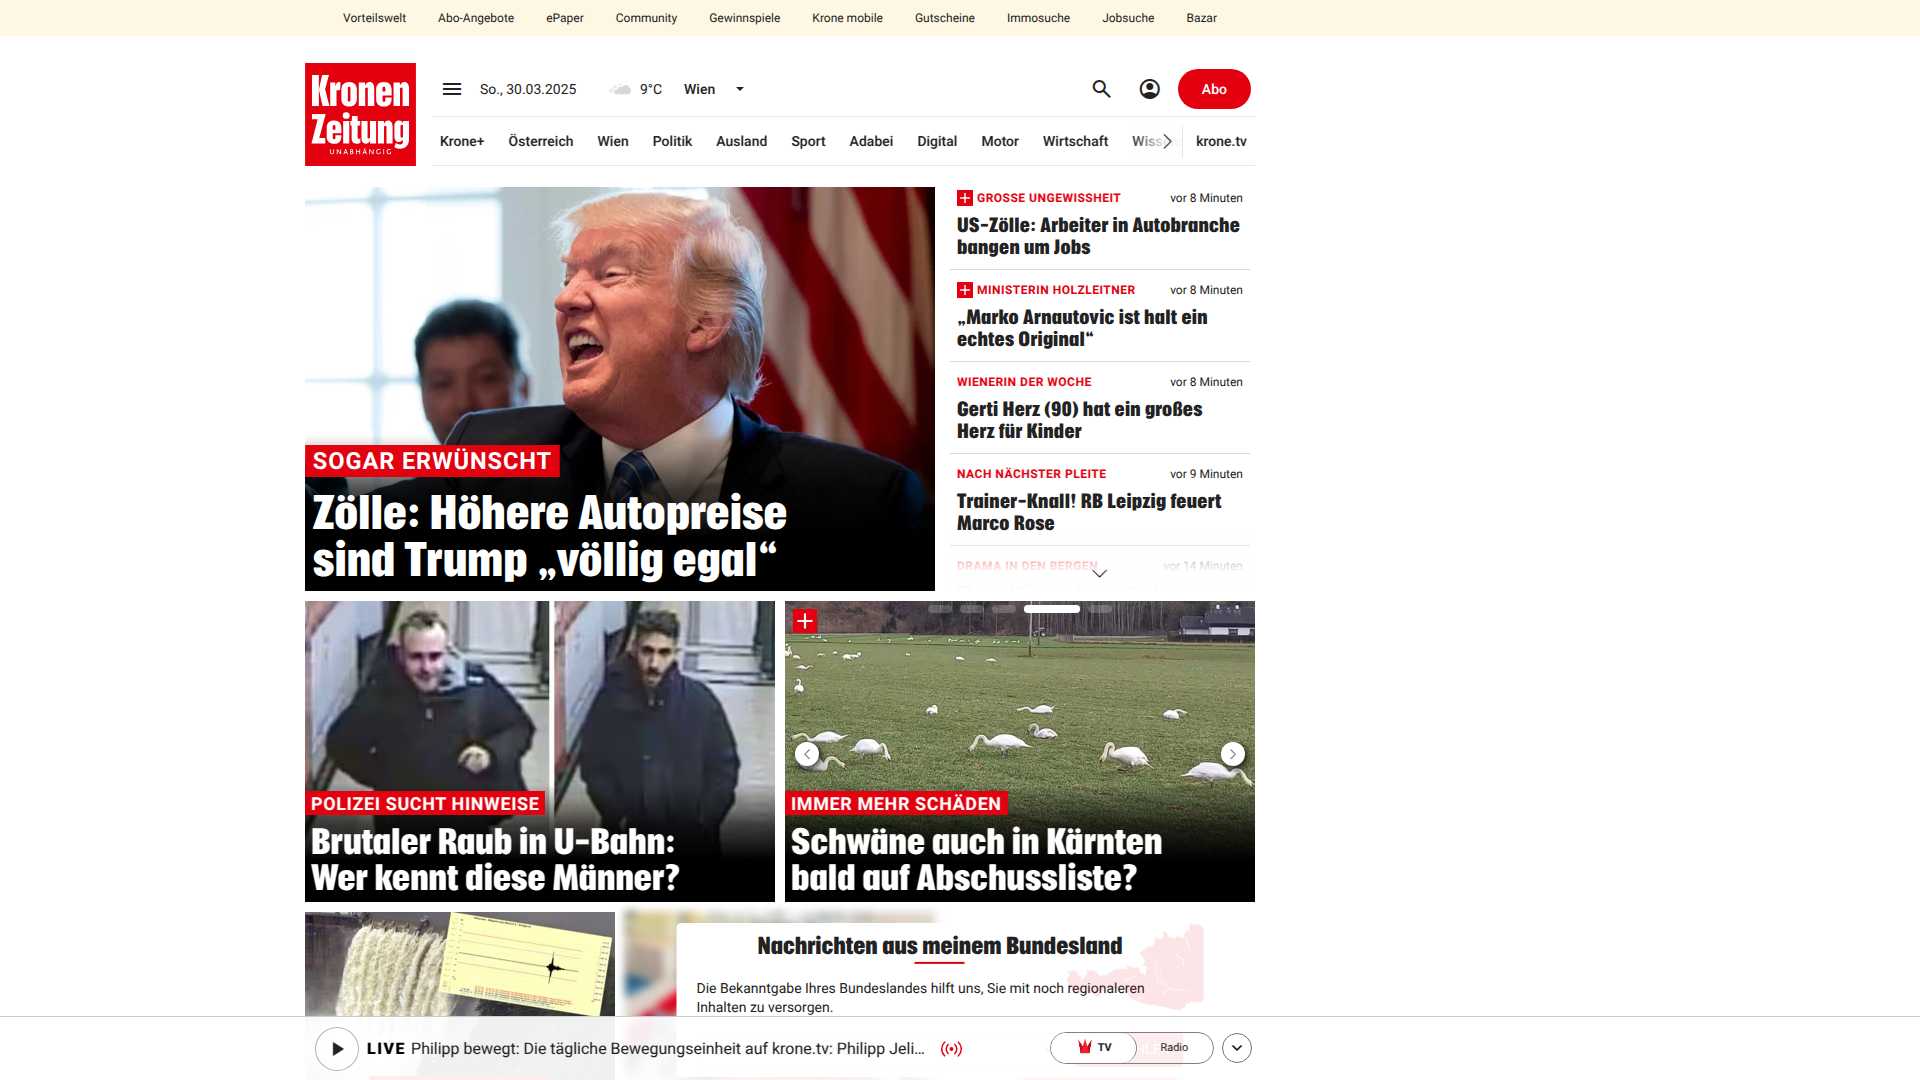 Vorteilswelt Abo-Angebote ePaper Community Gewinnspiele Krone mobile Gutscheine Immosuche Jobsuche Bazar
Kronen
Zeitung
UNABHÄNGIG
So., 30.03.2025 9°C Wien
Abo
Krone+ Österreich Wien Politik Ausland Sport Adabei Digital Motor Wirtschaft krone.tv
SOGAR ERWÜNSCHT
Zölle: Höhere Autopreise
sind Trump „völlig egal“
GROSSE UNGEWISSHEIT vor 8 Minuten
US-Zölle: Arbeiter in Autobranche
bangen um Jobs
MINISTERIN HOLZLEITNER vor 8 Minuten
„Marko Arnautovic ist halt ein
echtes Original“
WIENERIN DER WOCHE vor 8 Minuten
Gerti Herz (90) hat ein großes
Herz für Kinder
NACH NÄCHSTER PLEITE vor 9 Minuten
Trainer-Knall! RB Leipzig feuert
Marco Rose
DRAMA IN DEN BERGEN vor 14 Minuten
POLIZEI SUCHT HINWEISE
Brutaler Raub in U-Bahn:
Wer kennt diese Männer?
IMMER MEHR SCHÄDEN
Schwäne auch in Kärnten
bald auf Abschussliste?
Nachrichten aus meinem Bundesland
Die Bekanntgabe Ihres Bundeslandes hilft uns, Sie mit noch regionaleren
Inhalten zu versorgen.
LIVE Philipp bewegt: Die tägliche Bewegungseinheit auf krone.tv: Philipp Jeli...
TV Radio